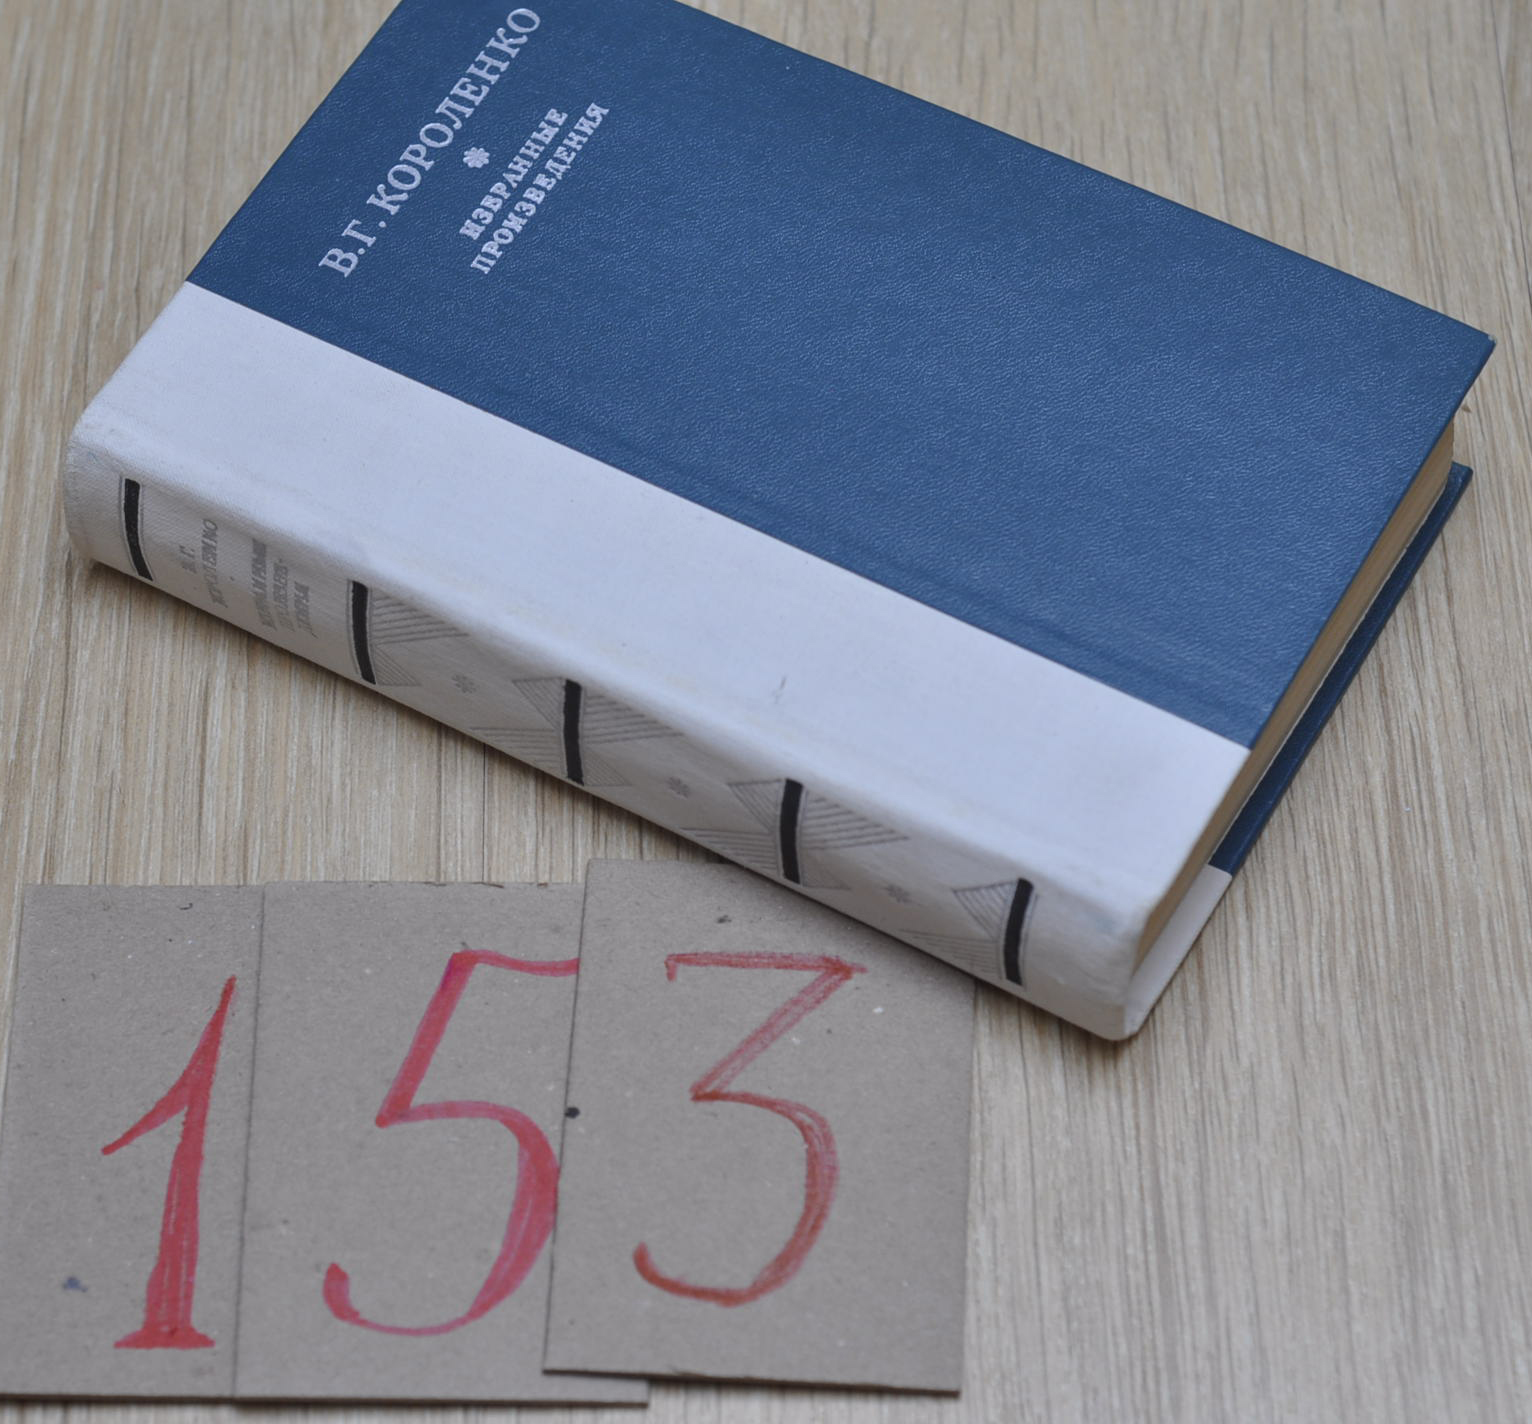 В.Г. КОРОЛЕНКО
ИЗБРАННЫЕ
ПРОИЗВЕДЕНИЯ
В.Г.
КОРОЛЕНКО
ИЗБРАННЫЕ
ПРОИЗВЕ-
ДЕНИЯ
153